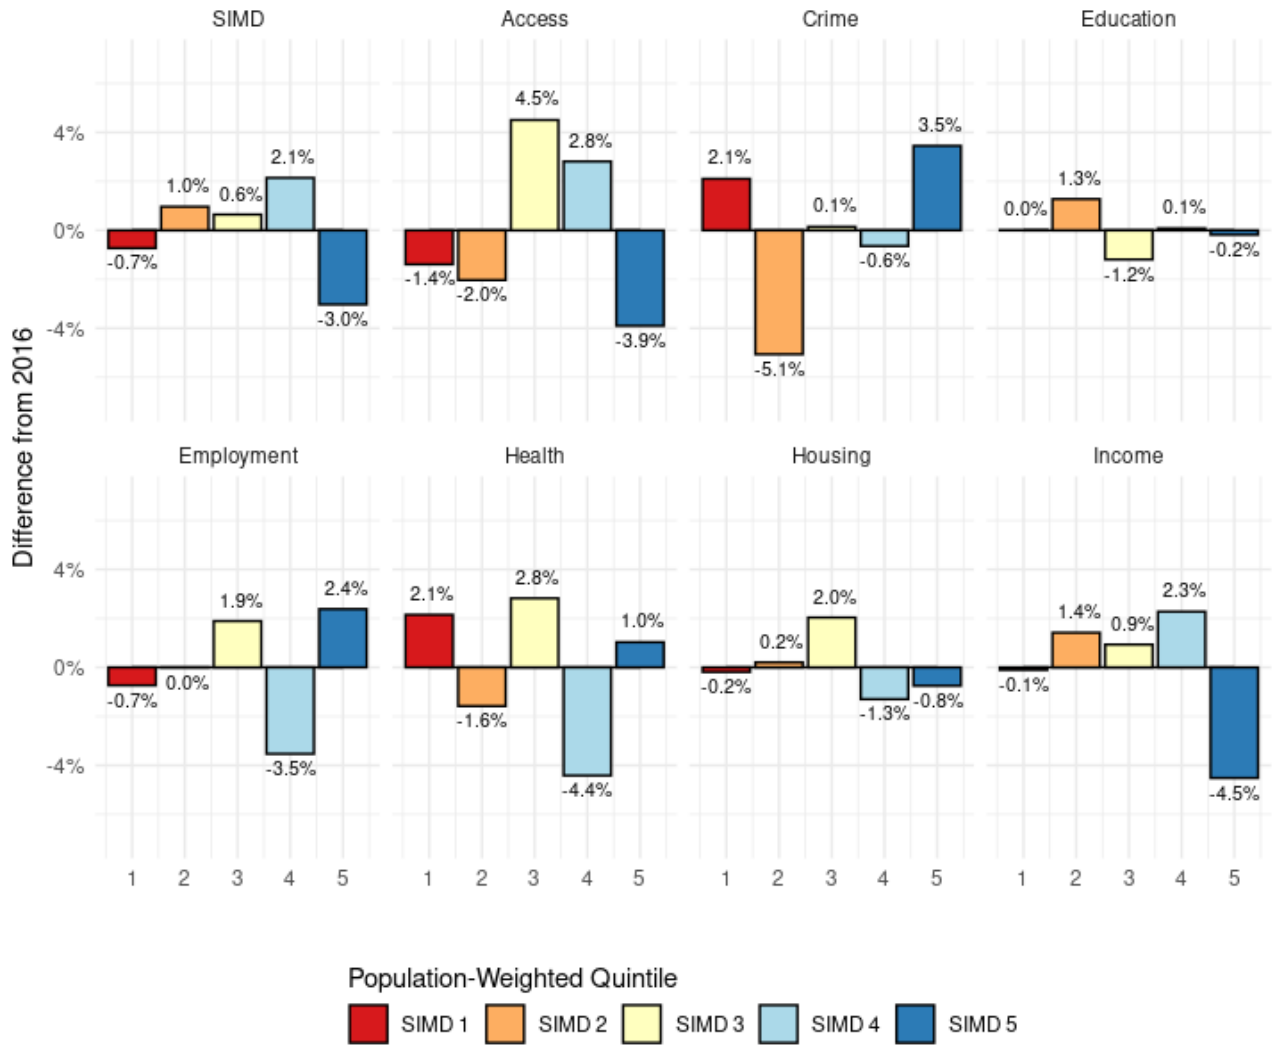 SIMD Access Crime Education
4.5%
3.5%
4% 2.1% 2.8% 2.1% 1.3%
1.0% 0.6% 0.1% 0.0% 0.1%
0%
-0.7% -1.4% -2.0% -0.6% -1.2% -0.2%
-3.0% -3.9%
-4%
-5.1%
Difference from 2016
Employment Health Housing Income
4%
1.9% 2.4% 2.1% 2.8% 1.0% 0.2% 2.0% 1.4% 0.9% 2.3%
0%
-0.7% 0.0% -1.6% -0.2% -1.3% -0.8% -0.1%
-4%
-3.5% -4.4% -4.5%
1 2 3 4 5 1 2 3 4 5 1 2 3 4 5 1 2 3 4 5
Population-Weighted Quintile
SIMD 1 SIMD 2 SIMD 3 SIMD 4 SIMD 5